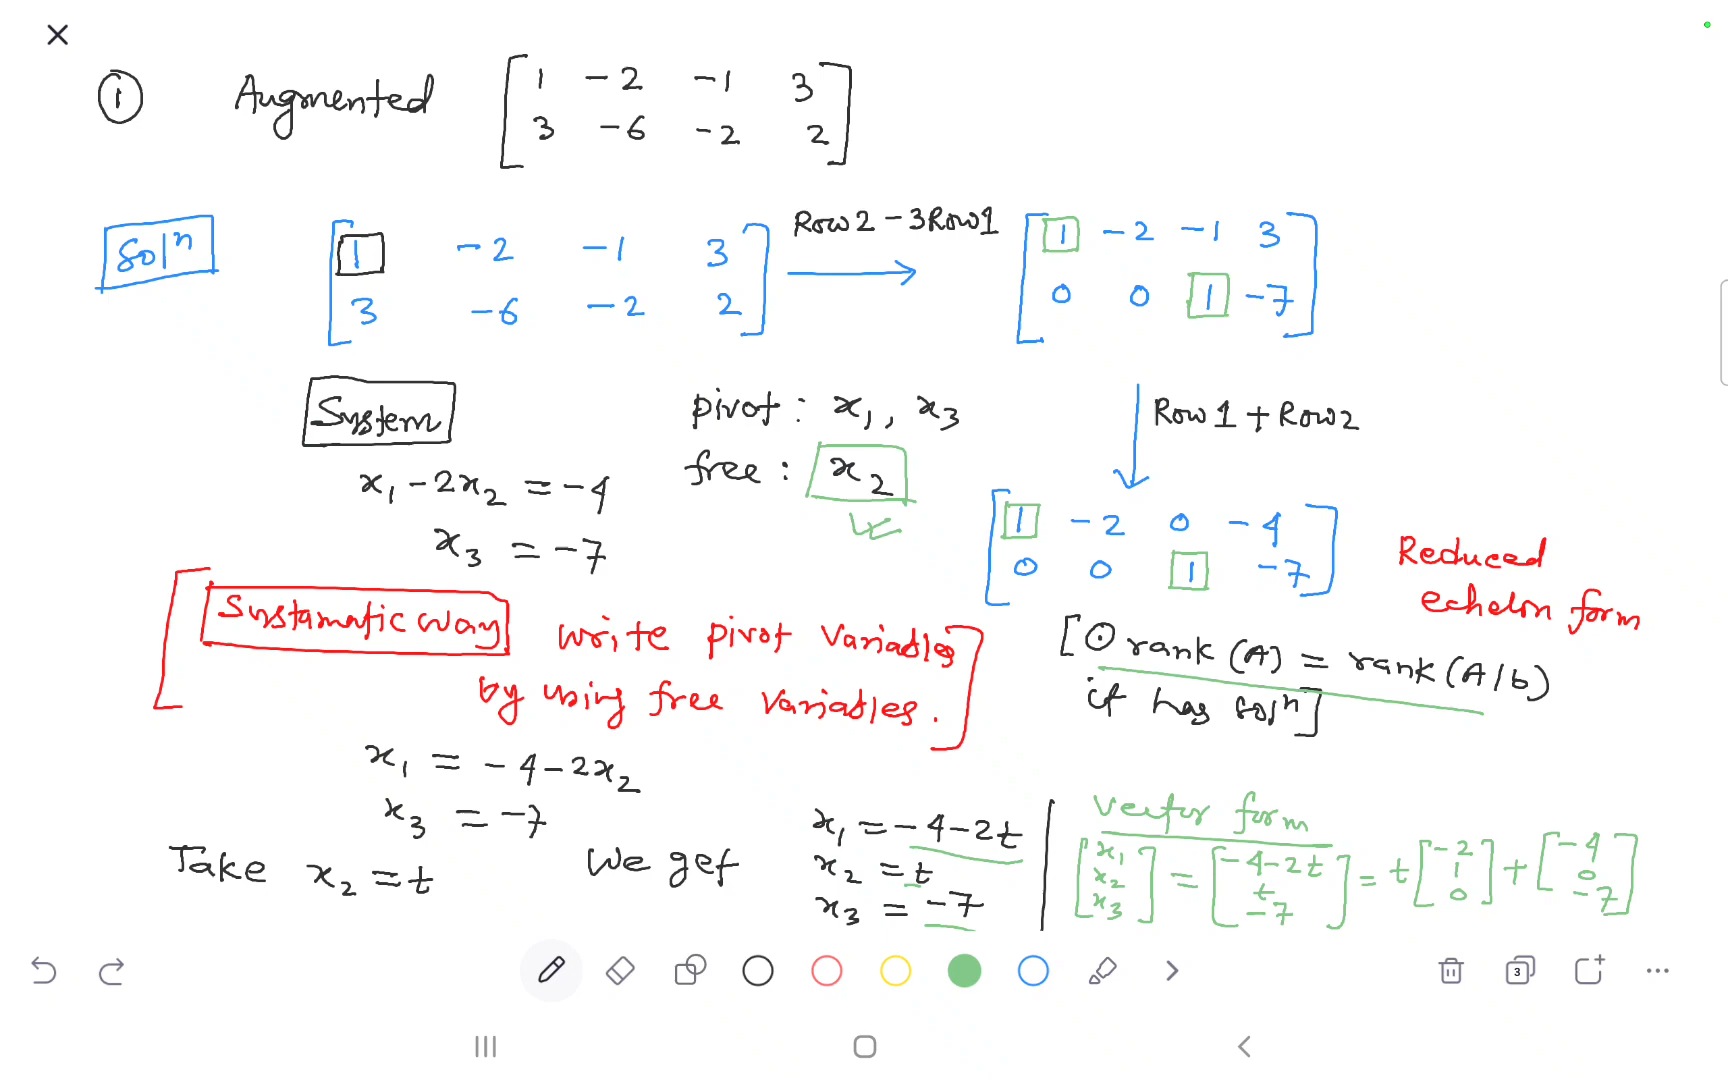 ① Augmented [1 -2 -1 3
3 -6 -2 2]
Solⁿ [1 -2 -1 3
3 -6 -2 2] Row2 - 3Row1 → [1 -2 -1 3
0 0 1 -7]
System pivot : x₁, x₃ ↓ Row1 + Row2
x₁ - 2x₂ = -4 free : x₂
x₃ = -7 [1 -2 0 -4
0 0 1 -7] Reduced
echelon form
[Systamatic way write pivot variables
by using free variables.]
[⊙ rank (A) = rank (A|b)
if has solⁿ]
x₁ = -4-2x₂
x₃ = -7
Take x₂ = t We get x₁ = -4-2t
x₂ = t
x₃ = -7
Vector form
[x₁
x₂
x₃] = [-4-2t
t
-7] = t[-2
1
0] + [-4
0
-7]
3